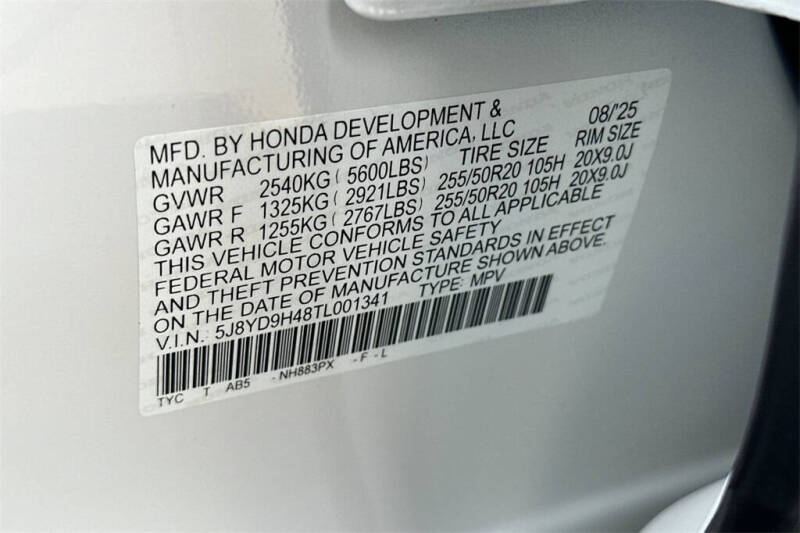 MFD. BY HONDA DEVELOPMENT & 08/'25
MANUFACTURING OF AMERICA, LLC
GVWR 2540KG ( 5600LBS) TIRE SIZE RIM SIZE
GAWR F 1325KG ( 2921LBS) 255/50R20 105H 20X9.0J
GAWR R 1255KG ( 2767LBS) 255/50R20 105H 20X9.0J
THIS VEHICLE CONFORMS TO ALL APPLICABLE
FEDERAL MOTOR VEHICLE SAFETY
AND THEFT PREVENTION STANDARDS IN EFFECT
ON THE DATE OF MANUFACTURE SHOWN ABOVE.
V.I.N.: 5J8YD9H48TL001341 TYPE: MPV
TYC T AB5 -NH883PX -F-L